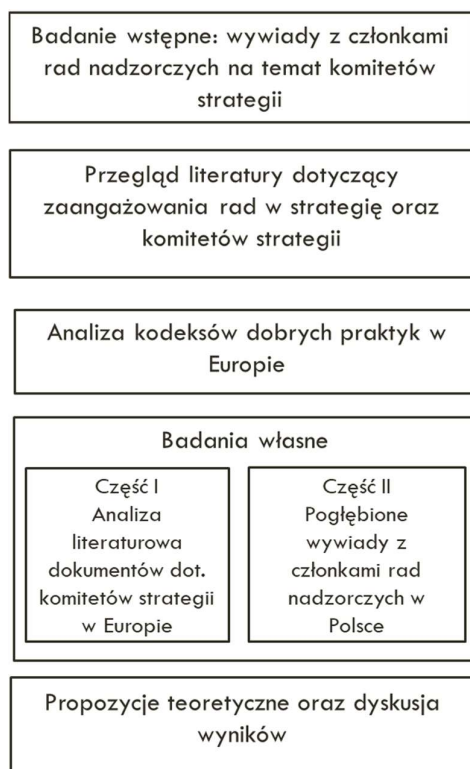 Badanie wstępne: wywiady z członkami
rad nadzorczych na temat komitetów
strategii
Przegląd literatury dotyczący
zaangażowania rad w strategię oraz
komitetów strategii
Analiza kodeksów dobrych praktyk w
Europie
Badania własne
Część I
Analiza
literaturowa
dokumentów dot.
komitetów strategii
w Europie
Część II
Pogłębione
wywiady z
członkami rad
nadzorczych w
Polsce
Propozycje teoretyczne oraz dyskusja
wyników